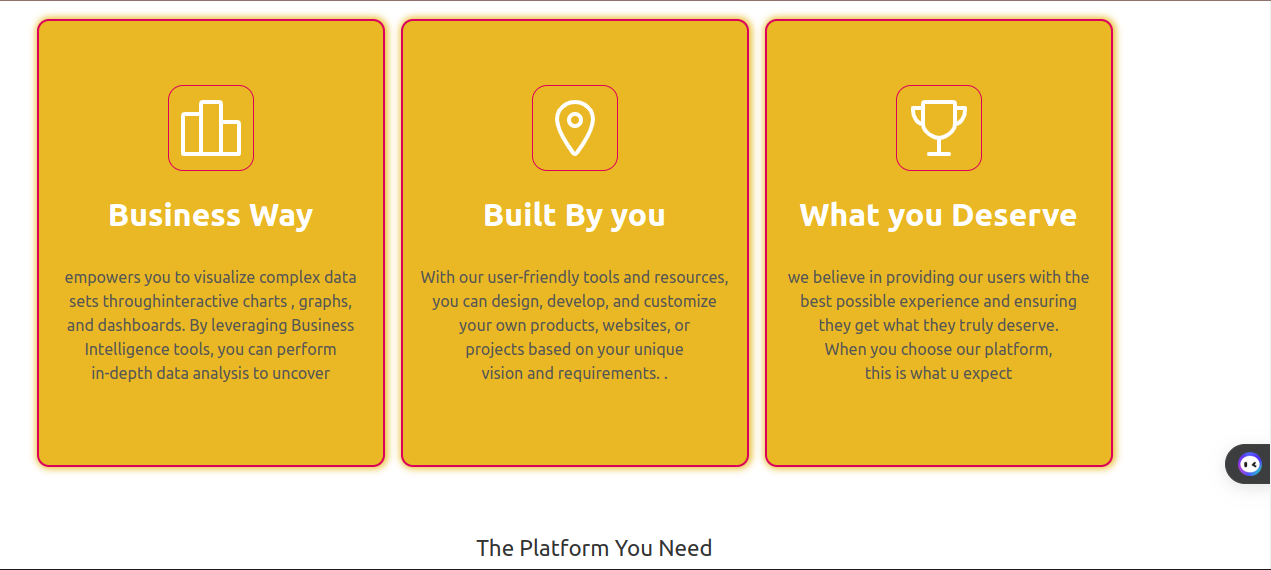 Business Way
empowers you to visualize complex data
sets throughinteractive charts , graphs,
and dashboards. By leveraging Business
Intelligence tools, you can perform
in-depth data analysis to uncover
Built By you
With our user-friendly tools and resources,
you can design, develop, and customize
your own products, websites, or
projects based on your unique
vision and requirements. .
What you Deserve
we believe in providing our users with the
best possible experience and ensuring
they get what they truly deserve.
When you choose our platform,
this is what u expect
The Platform You Need